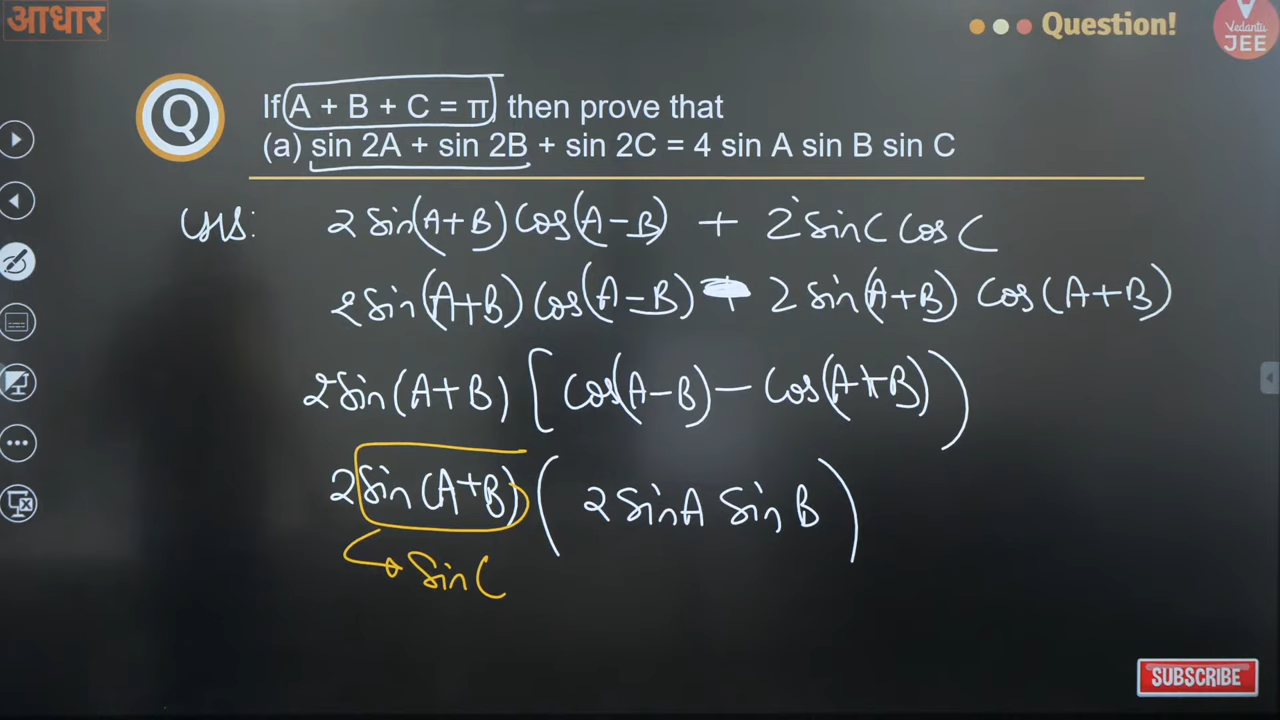 आधार
Question!
Vedantu
JEE
Q
If A + B + C = π, then prove that
(a) sin 2A + sin 2B + sin 2C = 4 sin A sin B sin C
LHS: 2 Sin(A+B) Cos(A-B) + 2 Sin C Cos C
2 Sin(A+B) Cos(A-B) - 2 Sin(A+B) Cos(A+B)
2 Sin(A+B) [ Cos(A-B) - Cos(A+B) )
2 Sin(A+B) ( 2 Sin A Sin B )
→ Sin C
SUBSCRIBE